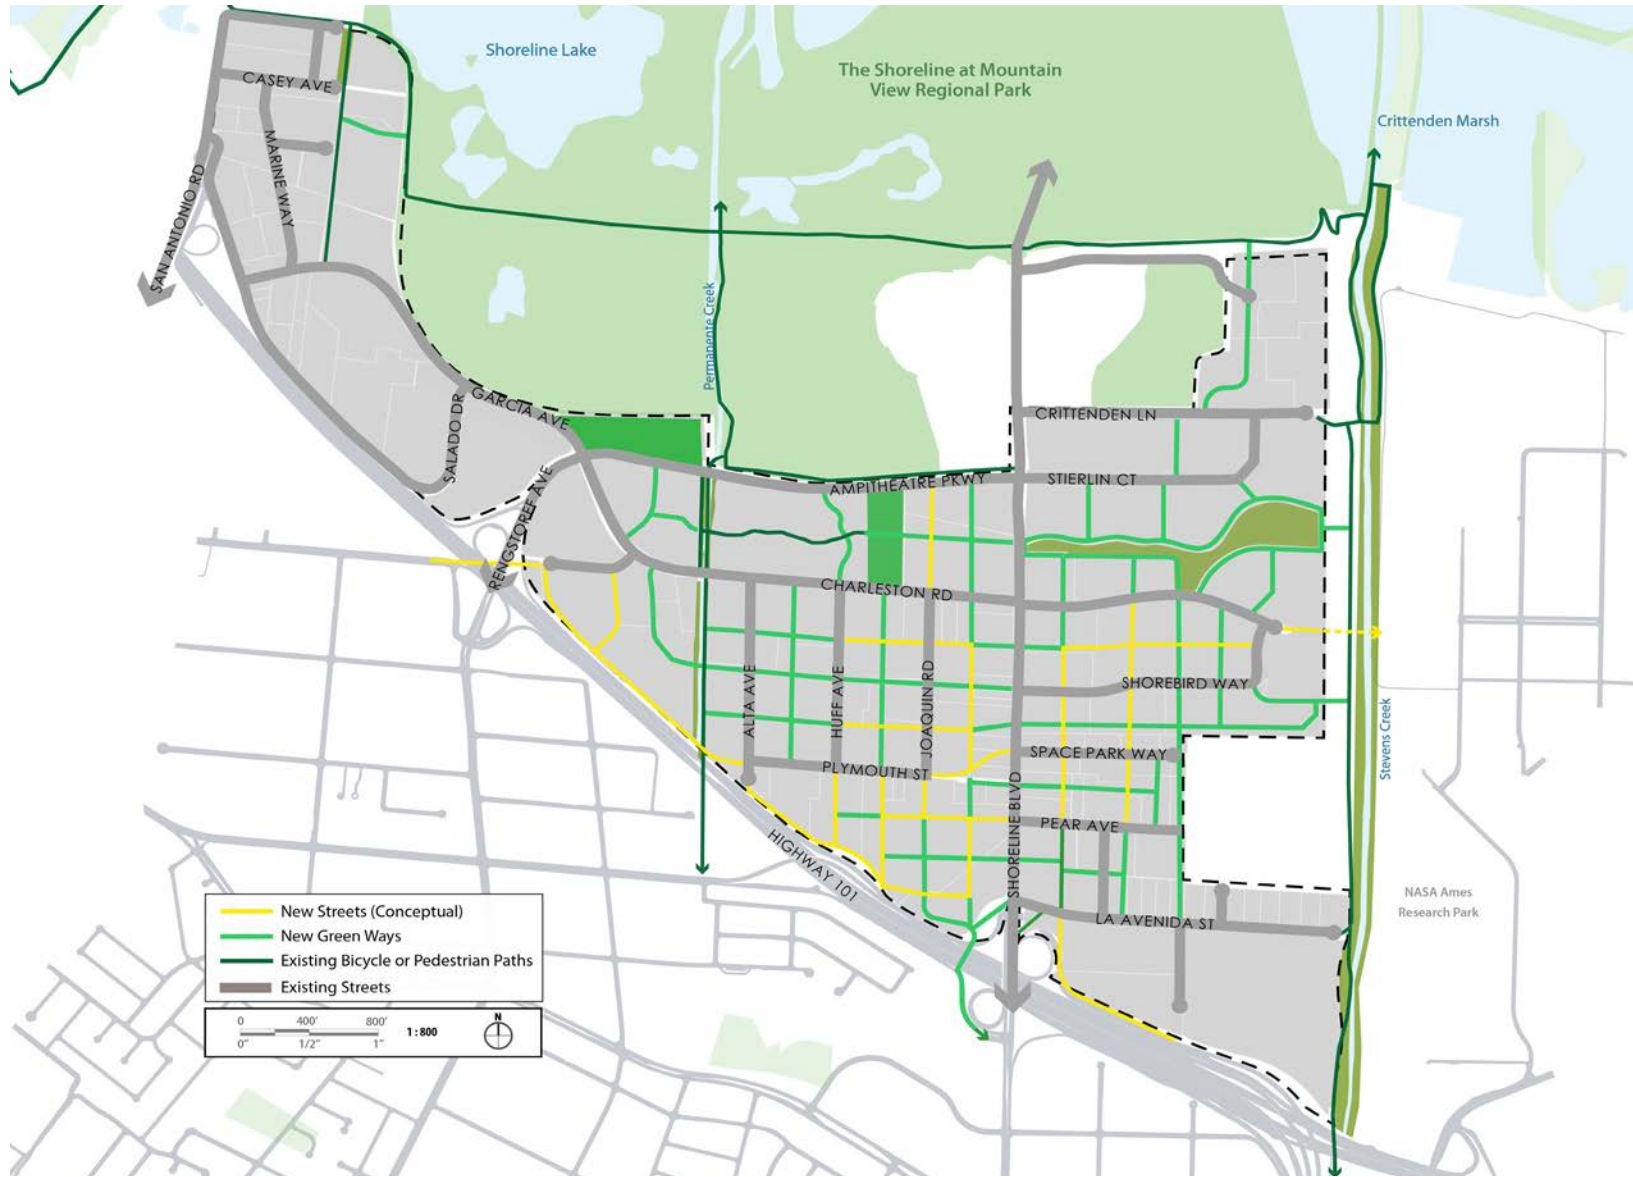 Shoreline Lake
The Shoreline at Mountain
View Regional Park
Crittenden Marsh
CASEY AVE
MARINE WAY
SAN ANTONIO RD
Permanente Creek
GARCIA AVE
SALADO DR
CRITTENDEN LN
RENGSTORFF AVE
AMPITHEATRE PKWY
STIERLIN CT
CHARLESTON RD
ALTA AVE
HUFF AVE
JOAQUIN RD
SHOREBIRD WAY
PLYMOUTH ST
SPACE PARK WAY
Stevens Creek
SHORELINE BLVD
PEAR AVE
HIGHWAY 101
LA AVENIDA ST
NASA Ames
Research Park
New Streets (Conceptual)
New Green Ways
Existing Bicycle or Pedestrian Paths
Existing Streets
0 400' 800'
0" 1/2" 1"
1 : 800
N